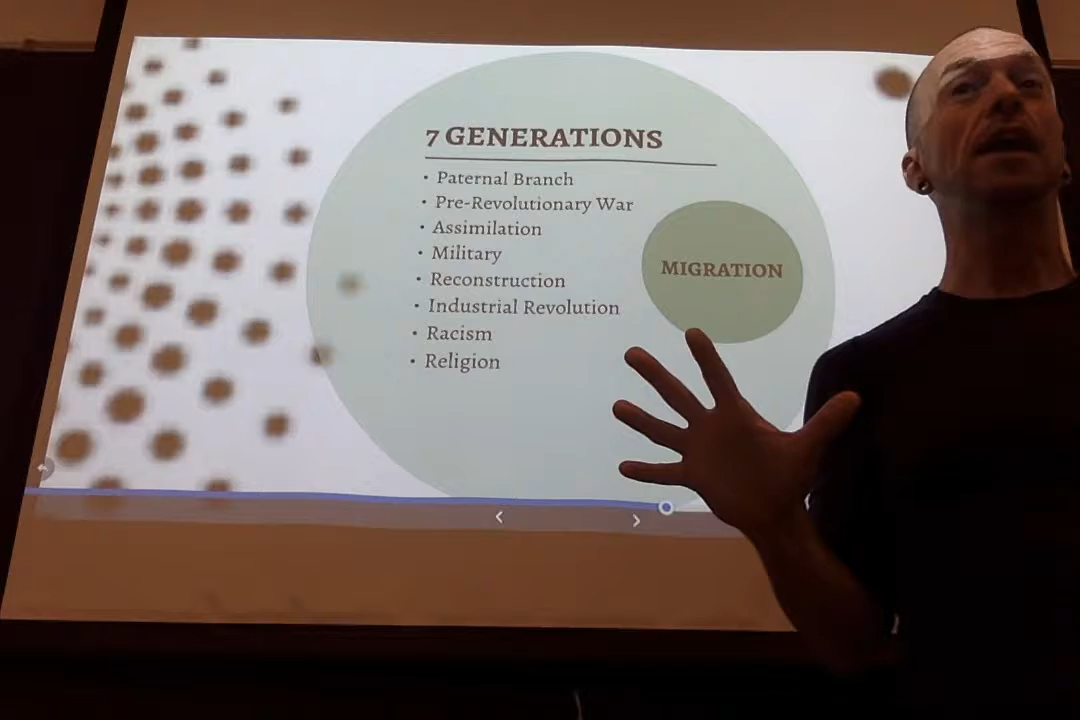 7 GENERATIONS
• Paternal Branch
• Pre-Revolutionary War
• Assimilation
• Military
• Reconstruction
• Industrial Revolution
• Racism
• Religion
MIGRATION